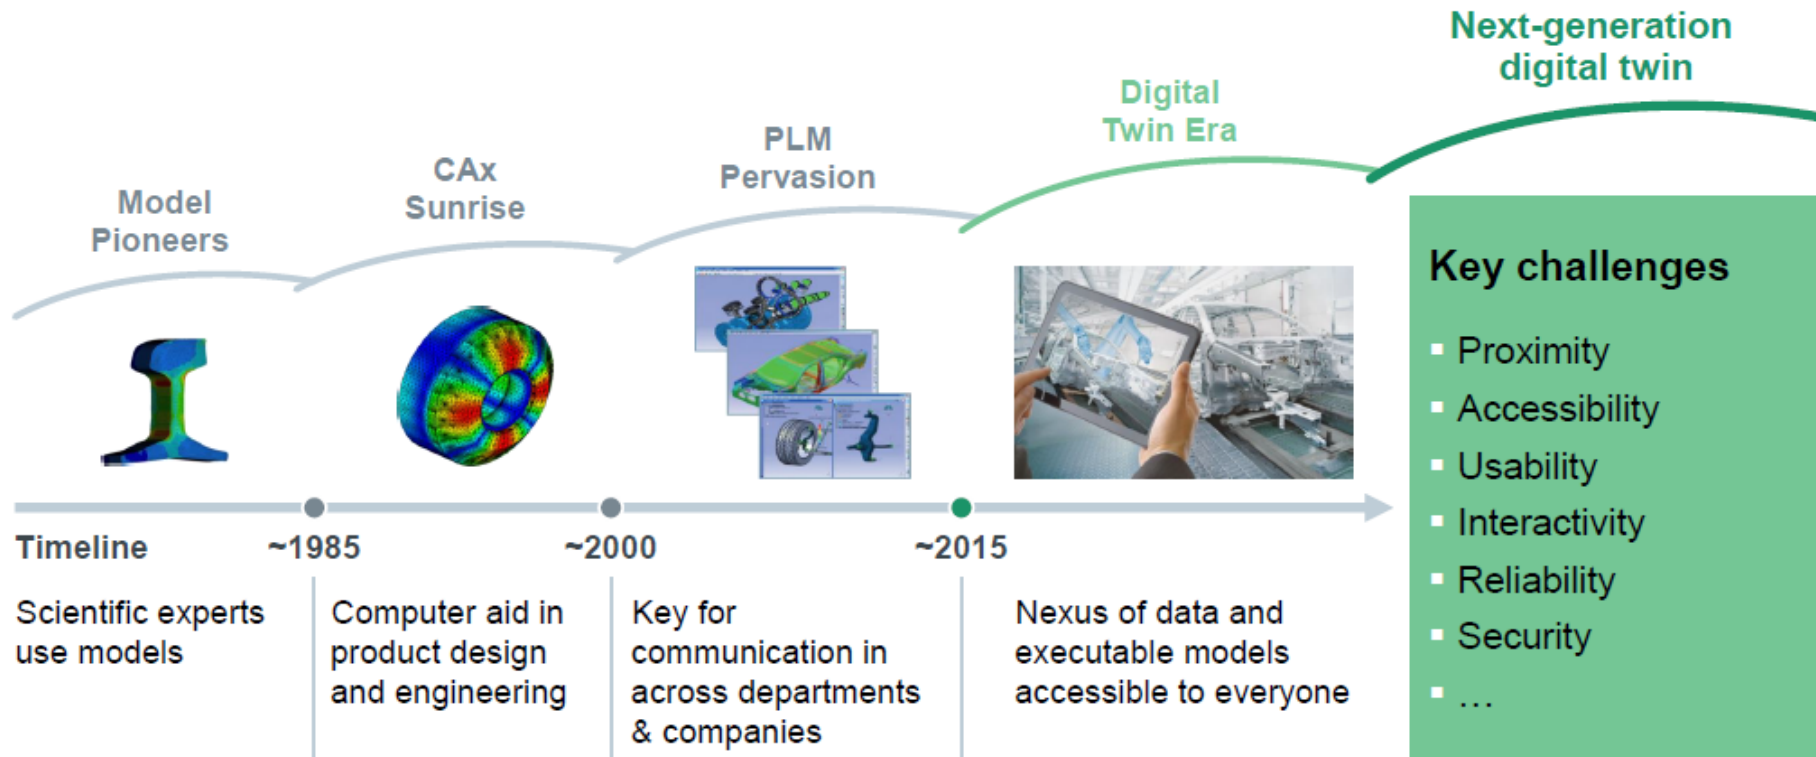 Model
Pioneers
CAx
Sunrise
PLM
Pervasion
Digital
Twin Era
Next-generation
digital twin
Timeline
~1985
~2000
~2015
Scientific experts
use models
Computer aid in
product design
and engineering
Key for
communication in
across departments
& companies
Nexus of data and
executable models
accessible to everyone
Key challenges
▪ Proximity
▪ Accessibility
▪ Usability
▪ Interactivity
▪ Reliability
▪ Security
▪ …